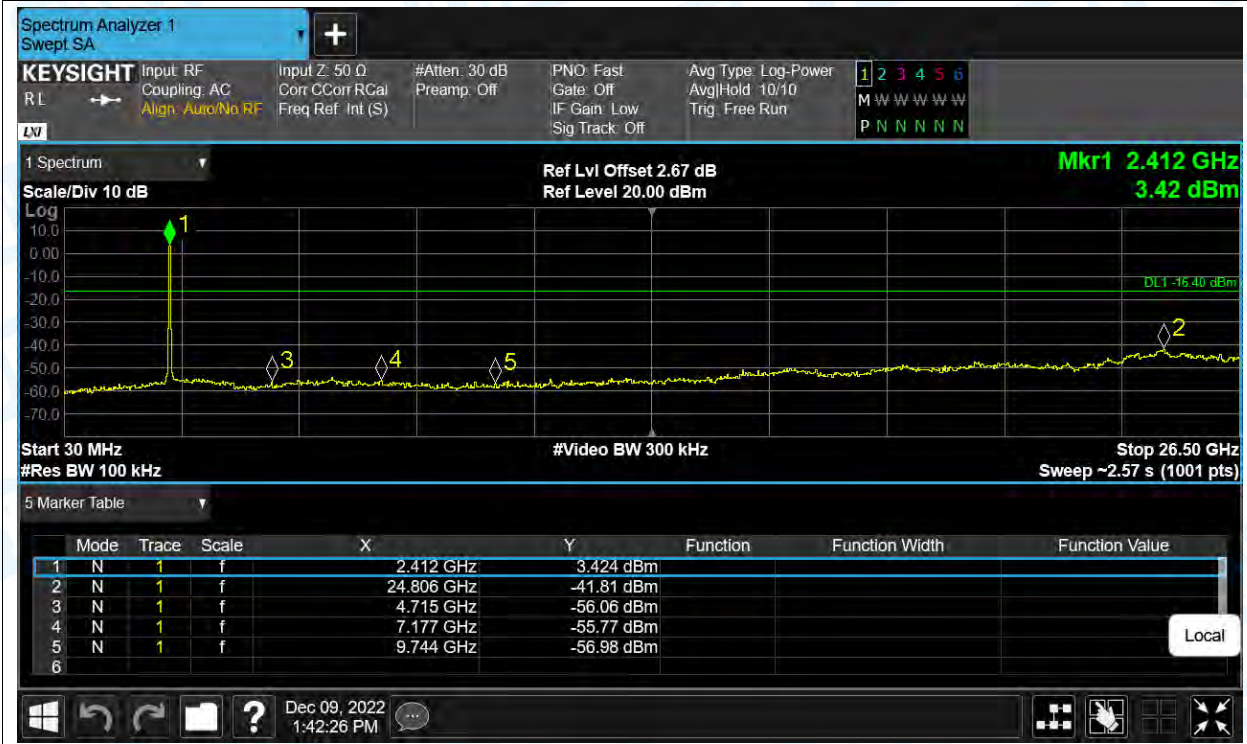 Spectrum Analyzer 1
Swept SA
KEYSIGHT
RL
LXI
Input: RF
Coupling: AC
Align: Auto/No RF
Input Z: 50 Ω
Corr CCorr RCal
Freq Ref: Int (S)
#Atten: 30 dB
Preamp: Off
PNO: Fast
Gate: Off
IF Gain: Low
Sig Track: Off
Avg Type: Log-Power
Avg|Hold: 10/10
Trig: Free Run
1 2 3 4 5 6
M W W W W W
P N N N N N
1 Spectrum
Scale/Div 10 dB
Ref Lvl Offset 2.67 dB
Ref Level 20.00 dBm
Mkr1 2.412 GHz
3.42 dBm
Log
10.0
0.00
-10.0
-20.0
-30.0
-40.0
-50.0
-60.0
-70.0
1
DL1 -16.40 dBm
2
3
4
5
Start 30 MHz
#Res BW 100 kHz
#Video BW 300 kHz
Stop 26.50 GHz
Sweep ~2.57 s (1001 pts)
5 Marker Table
Mode Trace Scale X Y Function Function Width Function Value
1 N 1 f 2.412 GHz 3.424 dBm
2 N 1 f 24.806 GHz -41.81 dBm
3 N 1 f 4.715 GHz -56.06 dBm
4 N 1 f 7.177 GHz -55.77 dBm
5 N 1 f 9.744 GHz -56.98 dBm
6
Local
?
Dec 09, 2022
1:42:26 PM